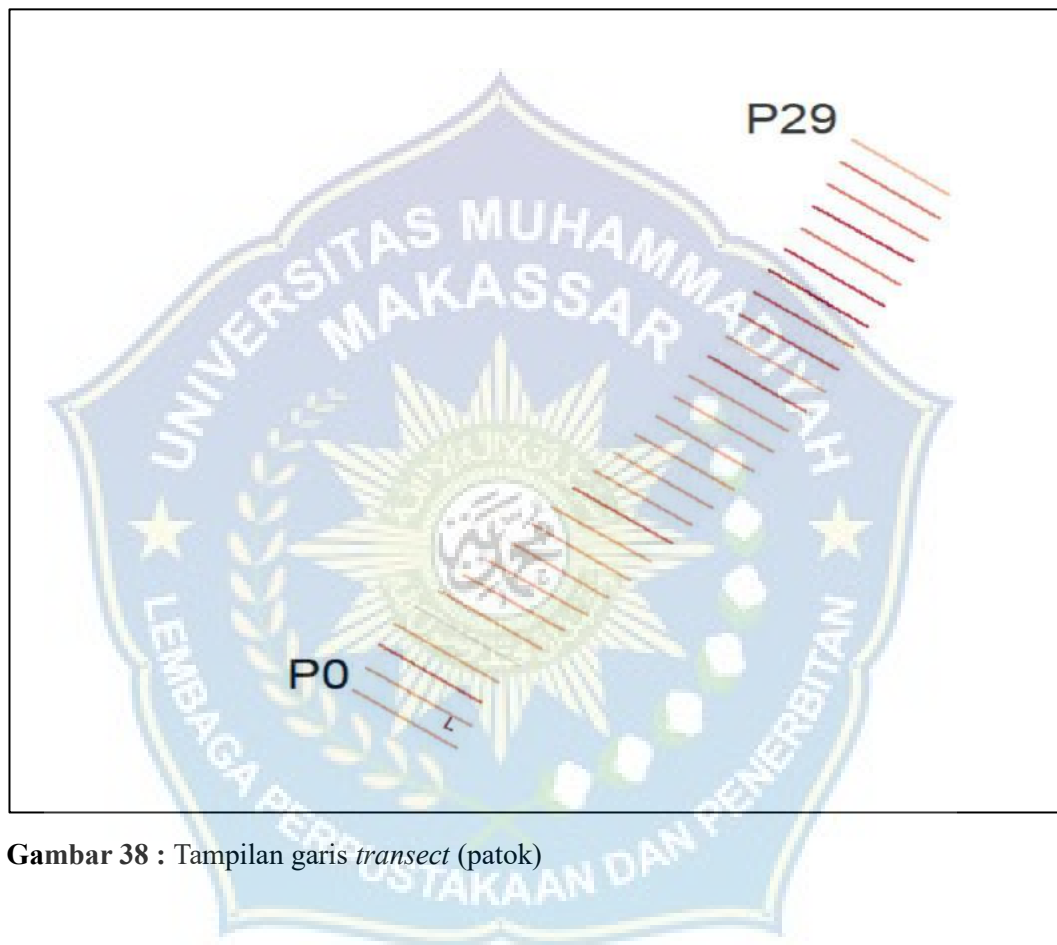 P29
UNIVERSITAS MUHAMMADIYAH
MAKASSAR
P0
L
LEMBAGA PERPUSTAKAAN DAN PENERBITAN
Gambar 38 : Tampilan garis transect (patok)